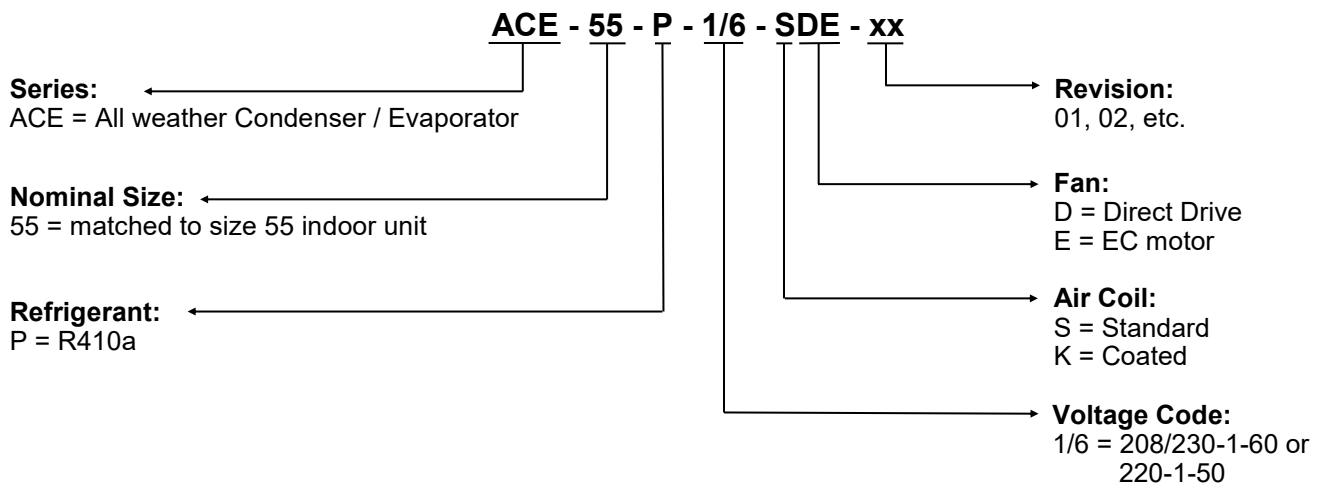 ACE - 55 - P - 1/6 - SDE - xx
Series:
ACE = All weather Condenser / Evaporator
Nominal Size:
55 = matched to size 55 indoor unit
Refrigerant:
P = R410a
Revision:
01, 02, etc.
Fan:
D = Direct Drive
E = EC motor
Air Coil:
S = Standard
K = Coated
Voltage Code:
1/6 = 208/230-1-60 or
220-1-50